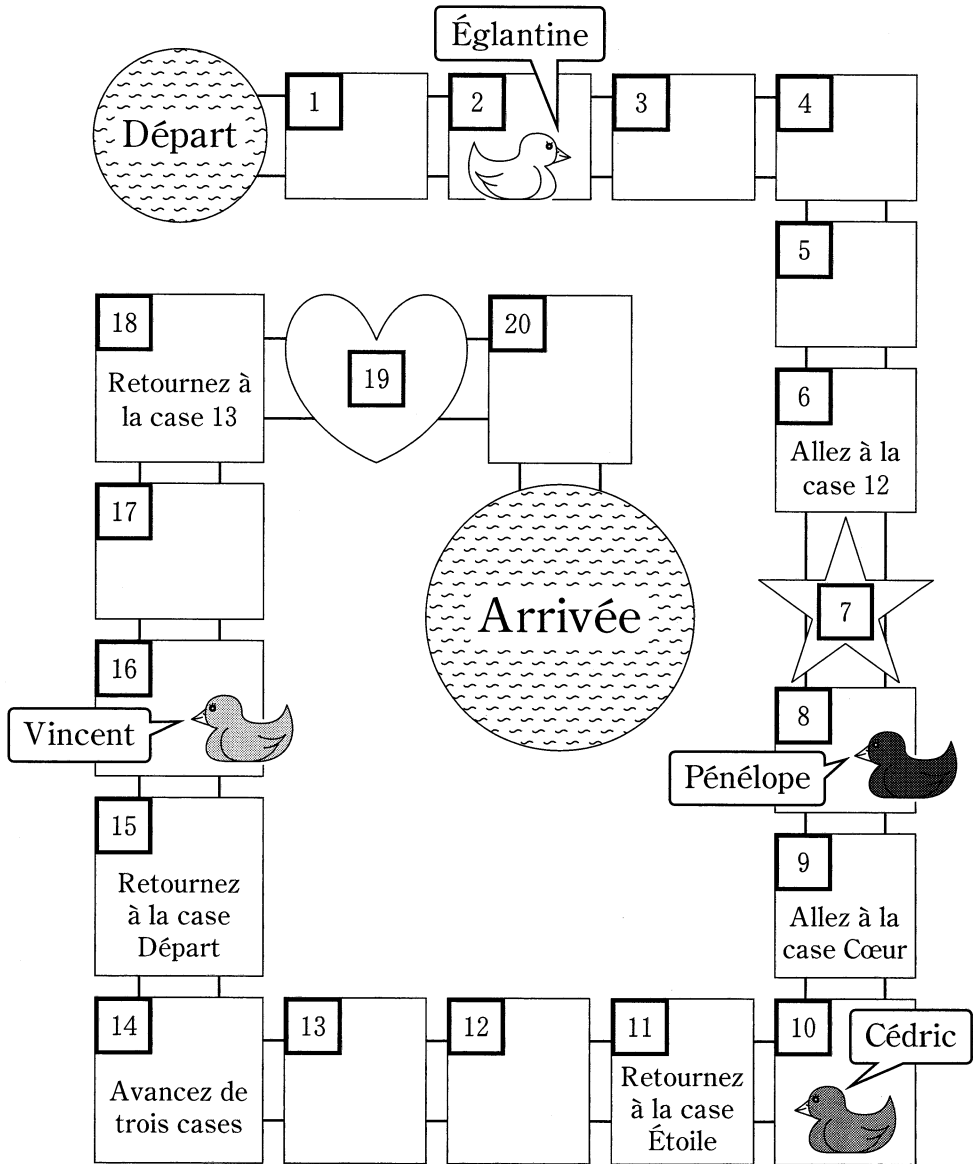 Églantine
Départ
1
2
3
4
5
6
Allez à la
case 12
7
8
Pénélope
9
Allez à la
case Cœur
10
Cédric
11
Retournez
à la case
Étoile
12
13
14
Avancez de
trois cases
15
Retournez
à la case
Départ
16
Vincent
17
18
Retournez à
la case 13
19
20
Arrivée